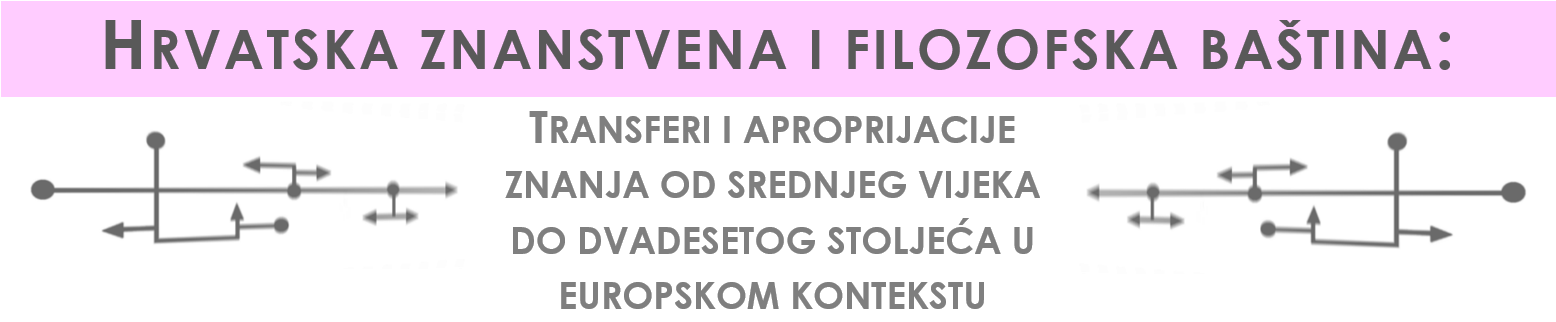 HRVATSKA ZNANSTVENA I FILOZOFSKA BAŠTINA:
TRANSFERI I APROPRIJACIJE
ZNANJA OD SREDNJEG VIJEKA
DO DVADESETOG STOLJEĆA U
EUROPSKOM KONTEKSTU